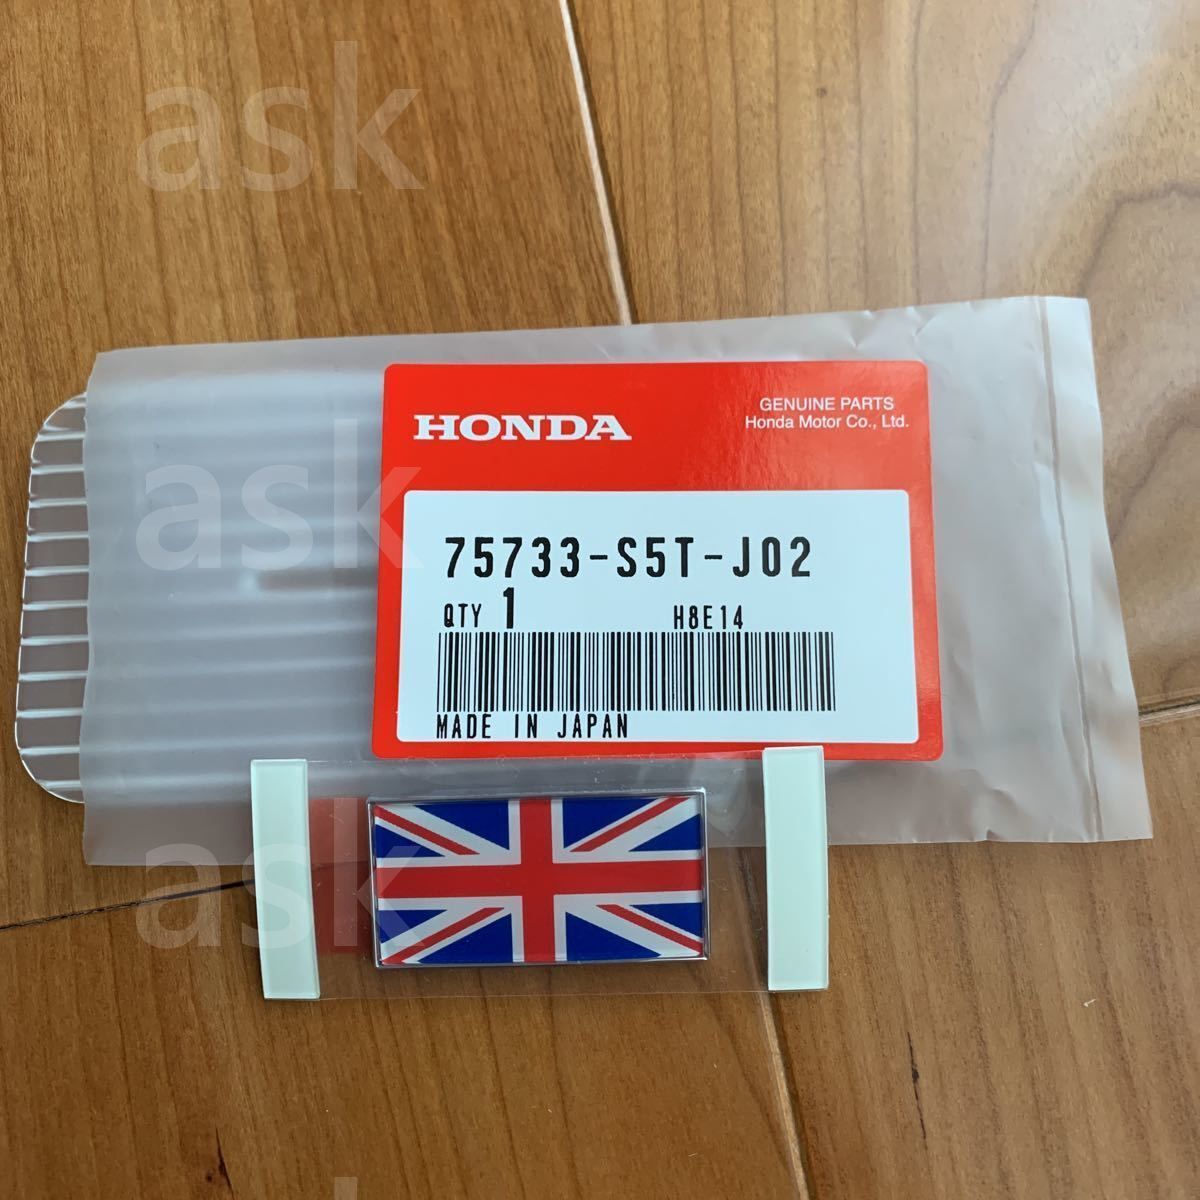 ask
HONDA
GENUINE PARTS
Honda Motor Co., Ltd.
ask
75733-S5T-J02
QTY 1 H8E14
MADE IN JAPAN
ask
ask